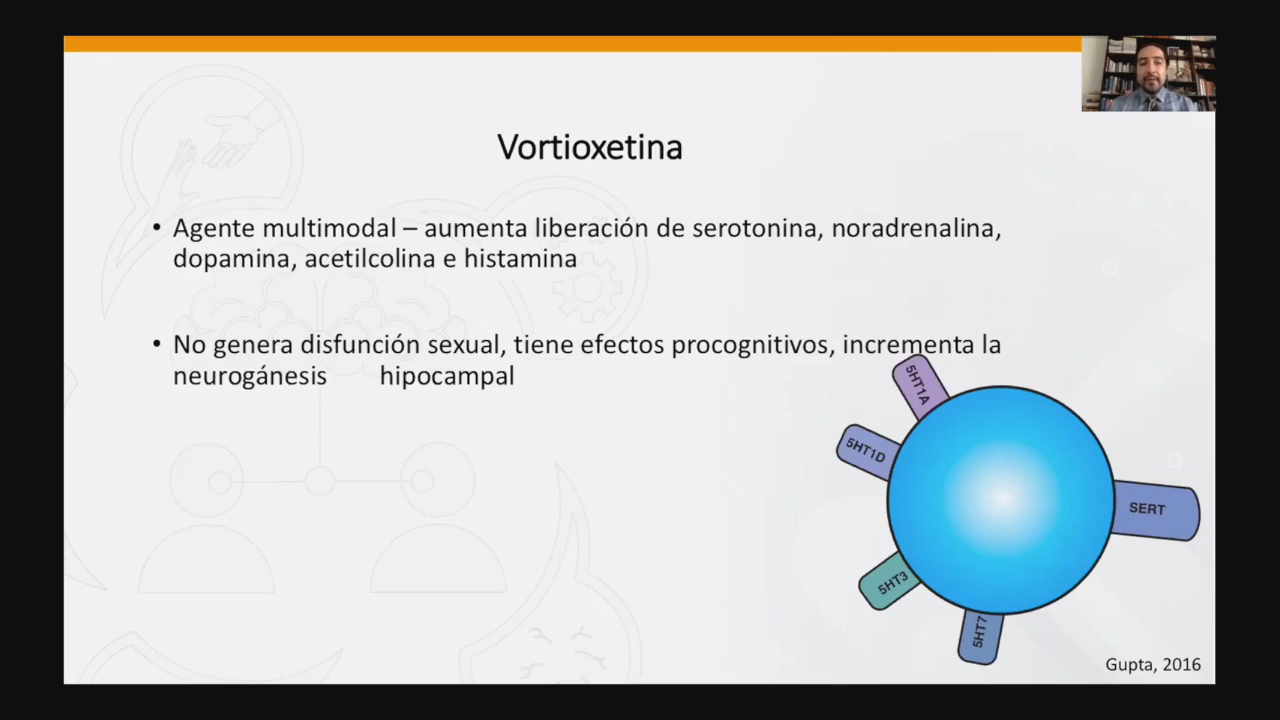 Vortioxetina
• Agente multimodal – aumenta liberación de serotonina, noradrenalina,
dopamina, acetilcolina e histamina
• No genera disfunción sexual, tiene efectos procognitivos, incrementa la
neurogánesis hipocampal
5HT1A
5HT1D
SERT
5HT3
5HT7
Gupta, 2016